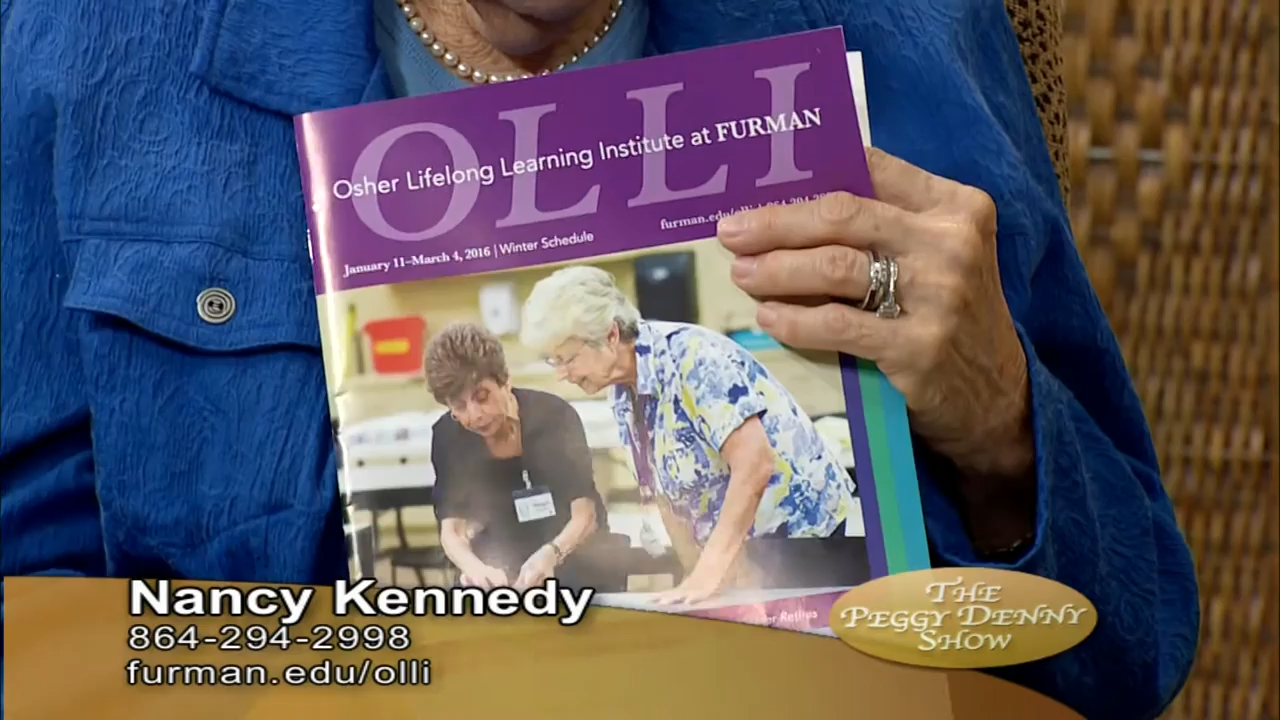 OLLI
Osher Lifelong Learning Institute at FURMAN
January 11–March 4, 2016 | Winter Schedule
furman.edu/olli
Nancy Kennedy
864-294-2998
furman.edu/olli
THE
PEGGY DENNY
SHOW